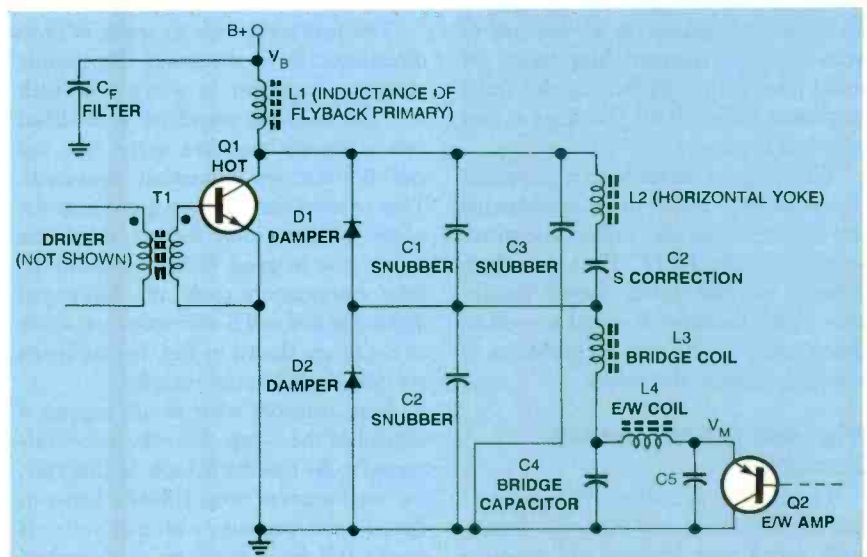 B+
V_B
C_F
FILTER
L1 (INDUCTANCE OF
FLYBACK PRIMARY)
Q1
HOT
T1
DRIVER
(NOT SHOWN)
D1
DAMPER
C1
SNUBBER
C3
SNUBBER
L2 (HORIZONTAL YOKE)
C2
S CORRECTION
D2
DAMPER
C2
SNUBBER
L3
BRIDGE COIL
L4
E/W COIL
V_M
C4
BRIDGE
CAPACITOR
C5
Q2
E/W AMP